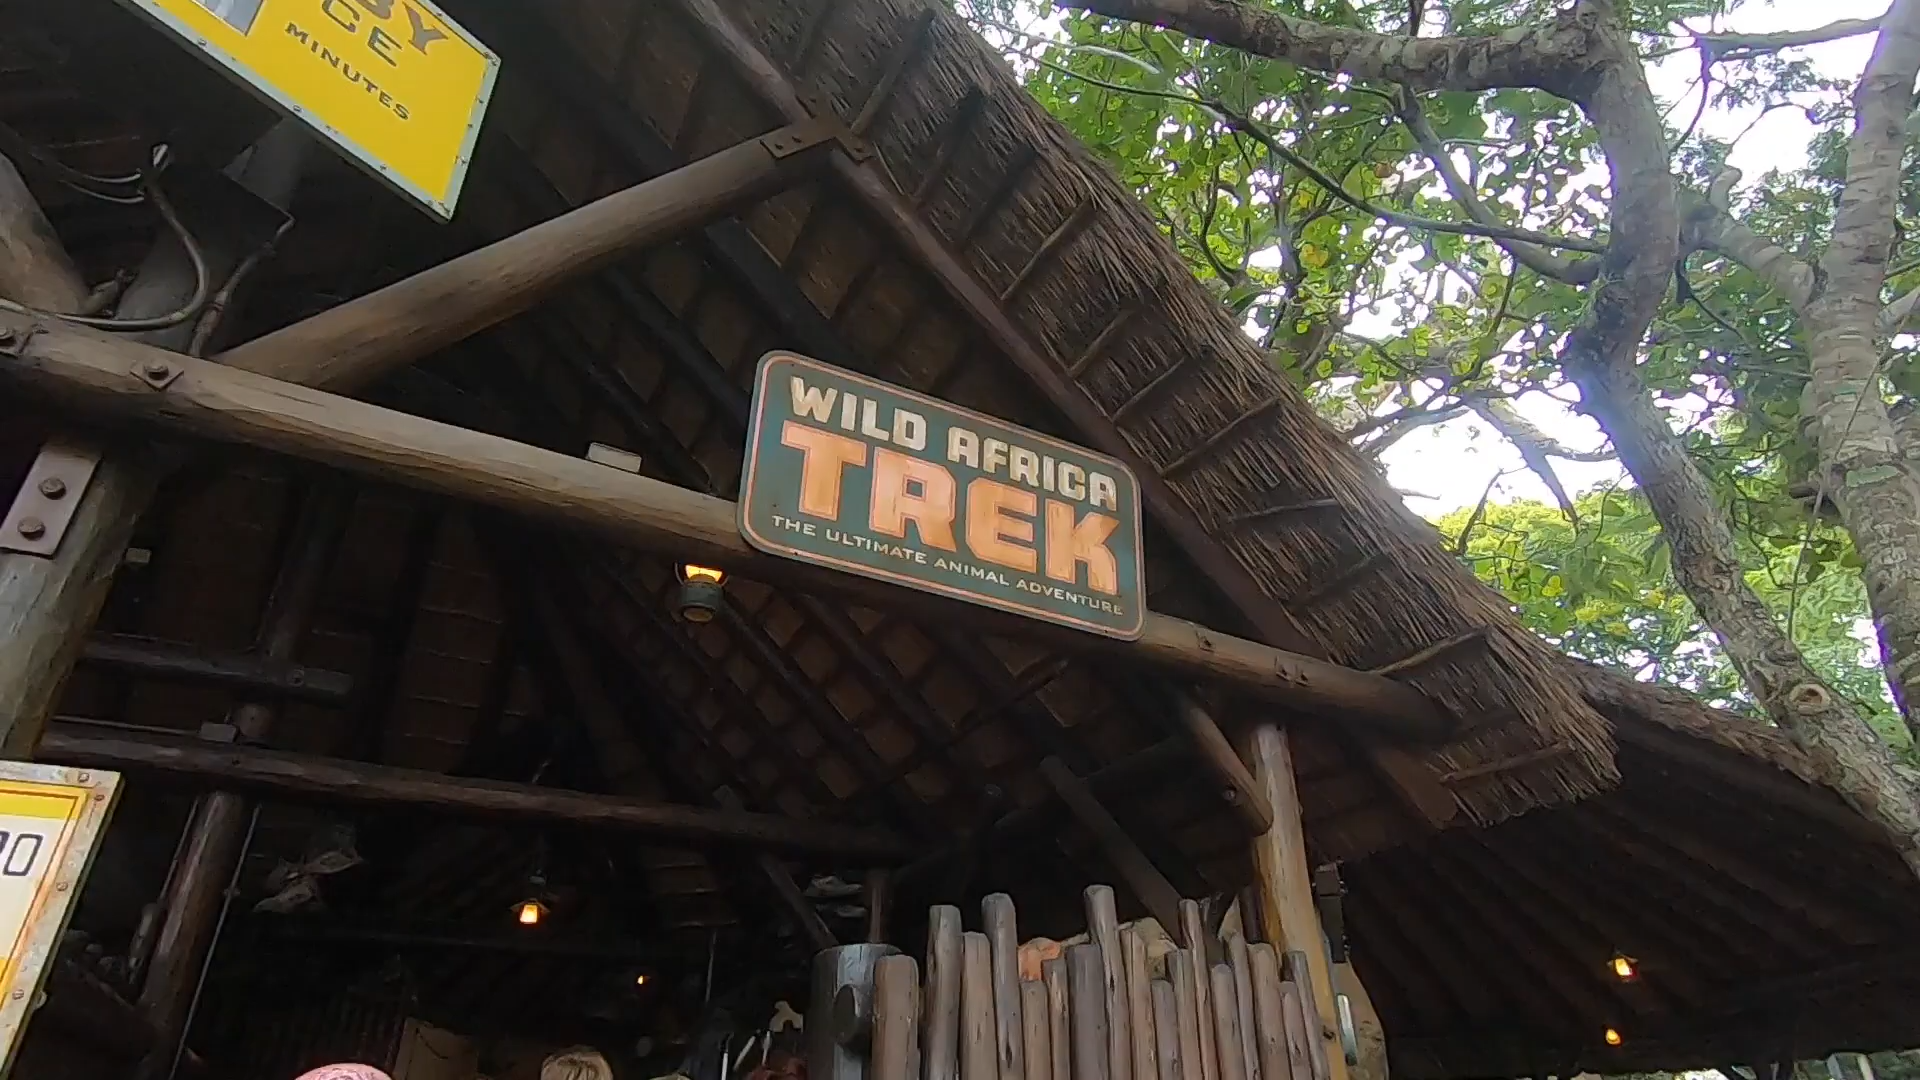 MINUTES
WILD AFRICA
TREK
THE ULTIMATE ANIMAL ADVENTURE